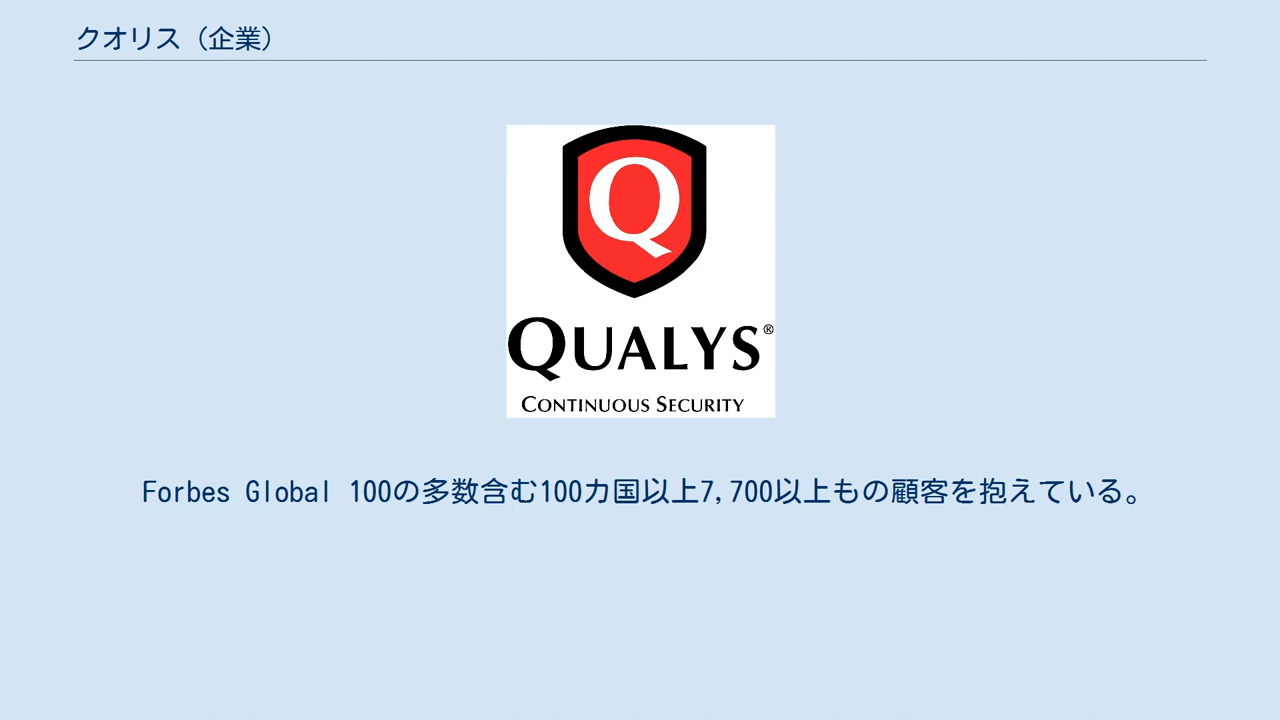 クオリス（企業）
Q
QUALYS®
CONTINUOUS SECURITY
Forbes Global 100の多数含む100カ国以上7,700以上もの顧客を抱えている。